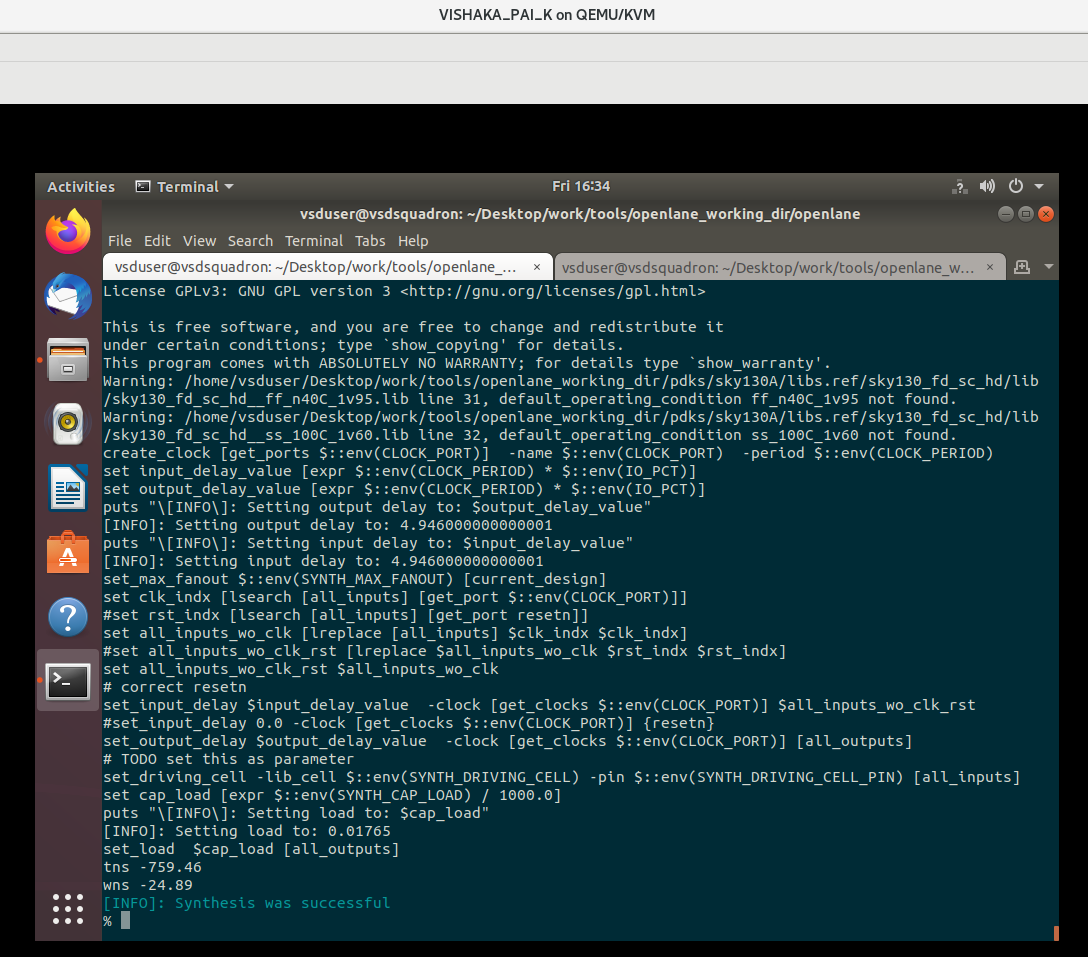 VISHAKA_PAI_K on QEMU/KVM
Activities Terminal Fri 16:34
vsduser@vsdsquadron: ~/Desktop/work/tools/openlane_working_dir/openlane
File Edit View Search Terminal Tabs Help
vsduser@vsdsquadron: ~/Desktop/work/tools/openlane_... × vsduser@vsdsquadron: ~/Desktop/work/tools/openlane_w... ×
License GPLv3: GNU GPL version 3 <http://gnu.org/licenses/gpl.html>
This is free software, and you are free to change and redistribute it
under certain conditions; type `show_copying' for details.
This program comes with ABSOLUTELY NO WARRANTY; for details type `show_warranty'.
Warning: /home/vsduser/Desktop/work/tools/openlane_working_dir/pdks/sky130A/libs.ref/sky130_fd_sc_hd/lib
/sky130_fd_sc_hd__ff_n40C_1v95.lib line 31, default_operating_condition ff_n40C_1v95 not found.
Warning: /home/vsduser/Desktop/work/tools/openlane_working_dir/pdks/sky130A/libs.ref/sky130_fd_sc_hd/lib
/sky130_fd_sc_hd__ss_100C_1v60.lib line 32, default_operating_condition ss_100C_1v60 not found.
create_clock [get_ports $::env(CLOCK_PORT)]  -name $::env(CLOCK_PORT)  -period $::env(CLOCK_PERIOD)
set input_delay_value [expr $::env(CLOCK_PERIOD) * $::env(IO_PCT)]
set output_delay_value [expr $::env(CLOCK_PERIOD) * $::env(IO_PCT)]
puts "\[INFO\]: Setting output delay to: $output_delay_value"
[INFO]: Setting output delay to: 4.946000000000001
puts "\[INFO\]: Setting input delay to: $input_delay_value"
[INFO]: Setting input delay to: 4.946000000000001
set_max_fanout $::env(SYNTH_MAX_FANOUT) [current_design]
set clk_indx [lsearch [all_inputs] [get_port $::env(CLOCK_PORT)]]
#set rst_indx [lsearch [all_inputs] [get_port resetn]]
set all_inputs_wo_clk [lreplace [all_inputs] $clk_indx $clk_indx]
#set all_inputs_wo_clk_rst [lreplace $all_inputs_wo_clk $rst_indx $rst_indx]
set all_inputs_wo_clk_rst $all_inputs_wo_clk
# correct resetn
set_input_delay $input_delay_value  -clock [get_clocks $::env(CLOCK_PORT)] $all_inputs_wo_clk_rst
#set_input_delay 0.0 -clock [get_clocks $::env(CLOCK_PORT)] {resetn}
set_output_delay $output_delay_value  -clock [get_clocks $::env(CLOCK_PORT)] [all_outputs]
# TODO set this as parameter
set_driving_cell -lib_cell $::env(SYNTH_DRIVING_CELL) -pin $::env(SYNTH_DRIVING_CELL_PIN) [all_inputs]
set cap_load [expr $::env(SYNTH_CAP_LOAD) / 1000.0]
puts "\[INFO\]: Setting load to: $cap_load"
[INFO]: Setting load to: 0.01765
set_load  $cap_load [all_outputs]
tns -759.46
wns -24.89
[INFO]: Synthesis was successful
%